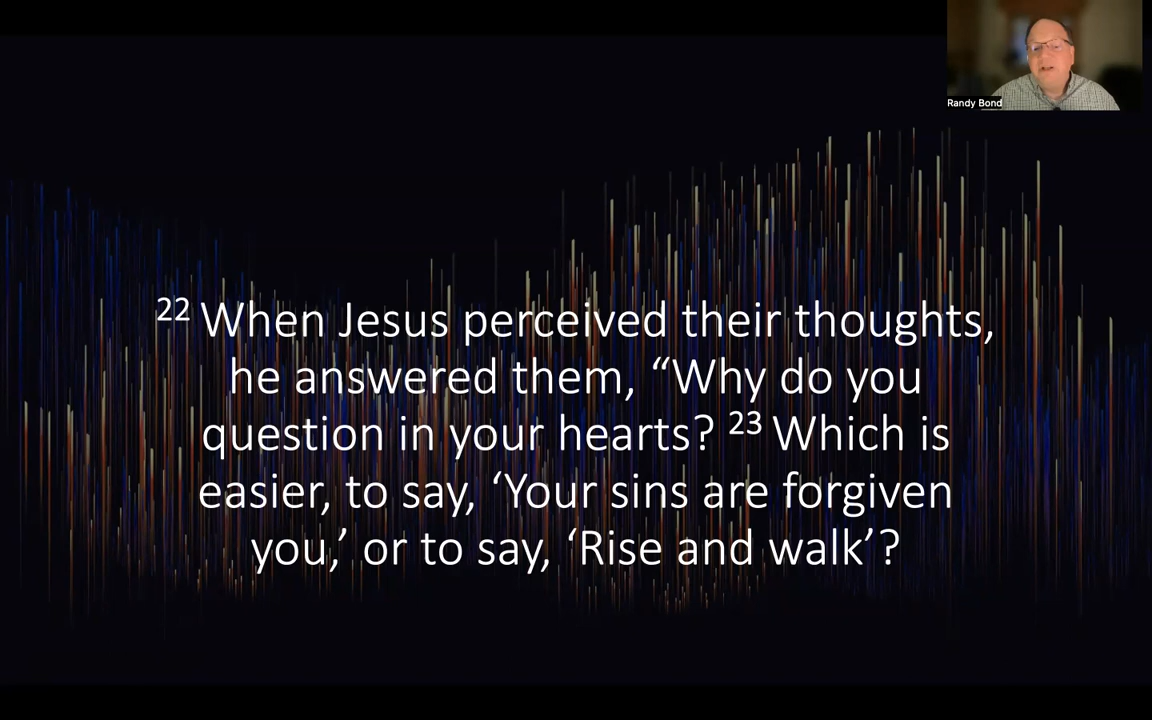 Randy Bond
22 When Jesus perceived their thoughts,
he answered them, “Why do you
question in your hearts? 23 Which is
easier, to say, ‘Your sins are forgiven
you,’ or to say, ‘Rise and walk’?